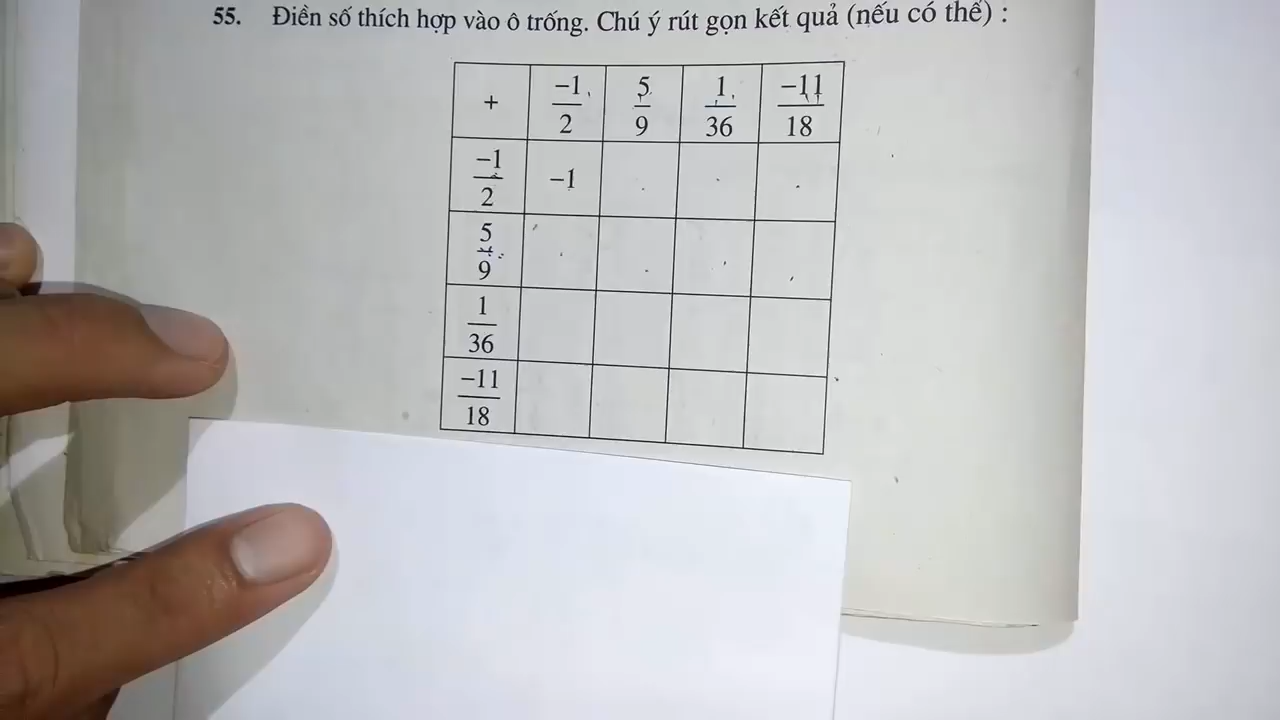 55. Điền số thích hợp vào ô trống. Chú ý rút gọn kết quả (nếu có thể) :
+ −1/2 5/9 1/36 −11/18
−1/2 −1
5/9
1/36
−11/18